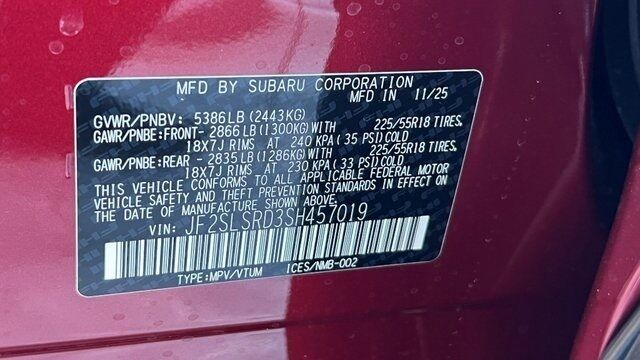 MFD BY SUBARU CORPORATION
MFD IN 11/25
GVWR/PNBV: 5386LB (2443KG)
GAWR/PNBE:FRONT- 2866LB (1300KG)WITH 225/55R18 TIRES.
18X7J RIMS AT 240 KPA (35 PSI)COLD
GAWR/PNBE:REAR - 2835LB (1286KG)WITH 225/55R18 TIRES.
18X7J RIMS AT 230 KPA (33 PSI)COLD
THIS VEHICLE CONFORMS TO ALL APPLICABLE FEDERAL MOTOR
VEHICLE SAFETY AND THEFT PREVENTION STANDARDS IN EFFECT ON
THE DATE OF MANUFACTURE SHOWN ABOVE.
VIN: JF2SLSRD3SH457019
TYPE:MPV/VTUM ICES/NMB-002